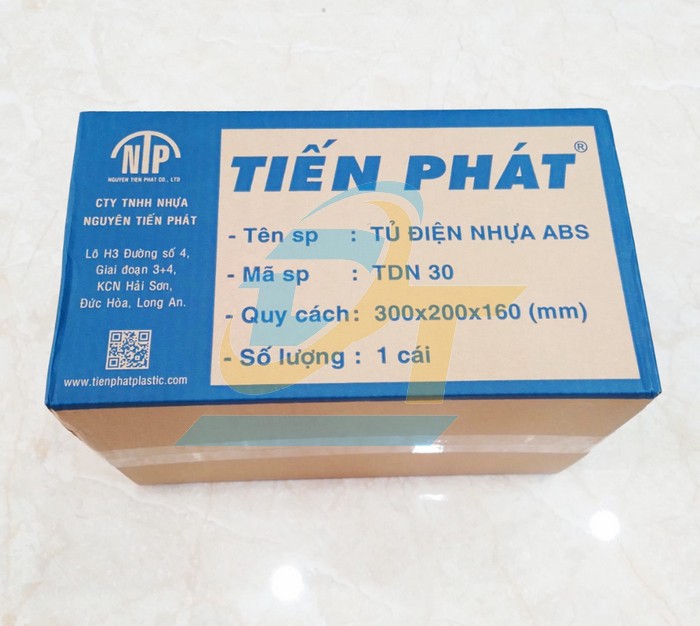 NTP
NGUYEN TIEN PHAT CO., LTD
CTY TNHH NHỰA
NGUYÊN TIẾN PHÁT
Lô H3 Đường số 4,
Giai đoạn 3+4,
KCN Hải Sơn,
Đức Hòa, Long An.
www.tienphatplastic.com
TIẾN PHÁT®
- Tên sp : TỦ ĐIỆN NHỰA ABS
- Mã sp : TDN 30
- Quy cách: 300x200x160 (mm)
- Số lượng : 1 cái
DT